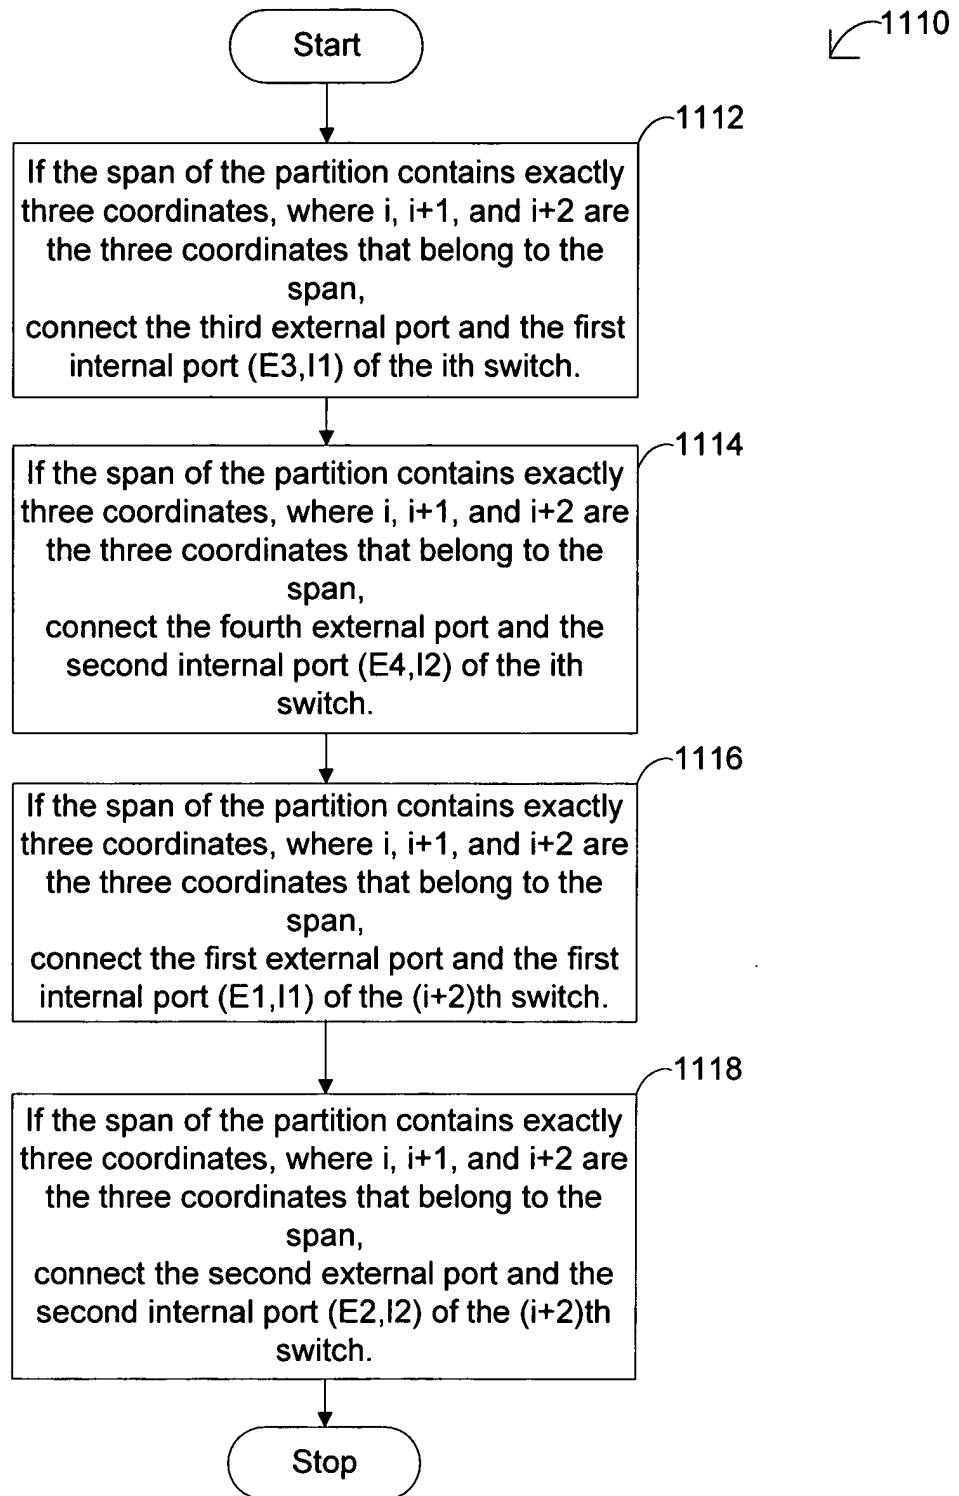 Start
1110
1112
If the span of the partition contains exactly
three coordinates, where i, i+1, and i+2 are
the three coordinates that belong to the
span,
connect the third external port and the first
internal port (E3,I1) of the ith switch.
1114
If the span of the partition contains exactly
three coordinates, where i, i+1, and i+2 are
the three coordinates that belong to the
span,
connect the fourth external port and the
second internal port (E4,I2) of the ith
switch.
1116
If the span of the partition contains exactly
three coordinates, where i, i+1, and i+2 are
the three coordinates that belong to the
span,
connect the first external port and the first
internal port (E1,I1) of the (i+2)th switch.
1118
If the span of the partition contains exactly
three coordinates, where i, i+1, and i+2 are
the three coordinates that belong to the
span,
connect the second external port and the
second internal port (E2,I2) of the (i+2)th
switch.
Stop